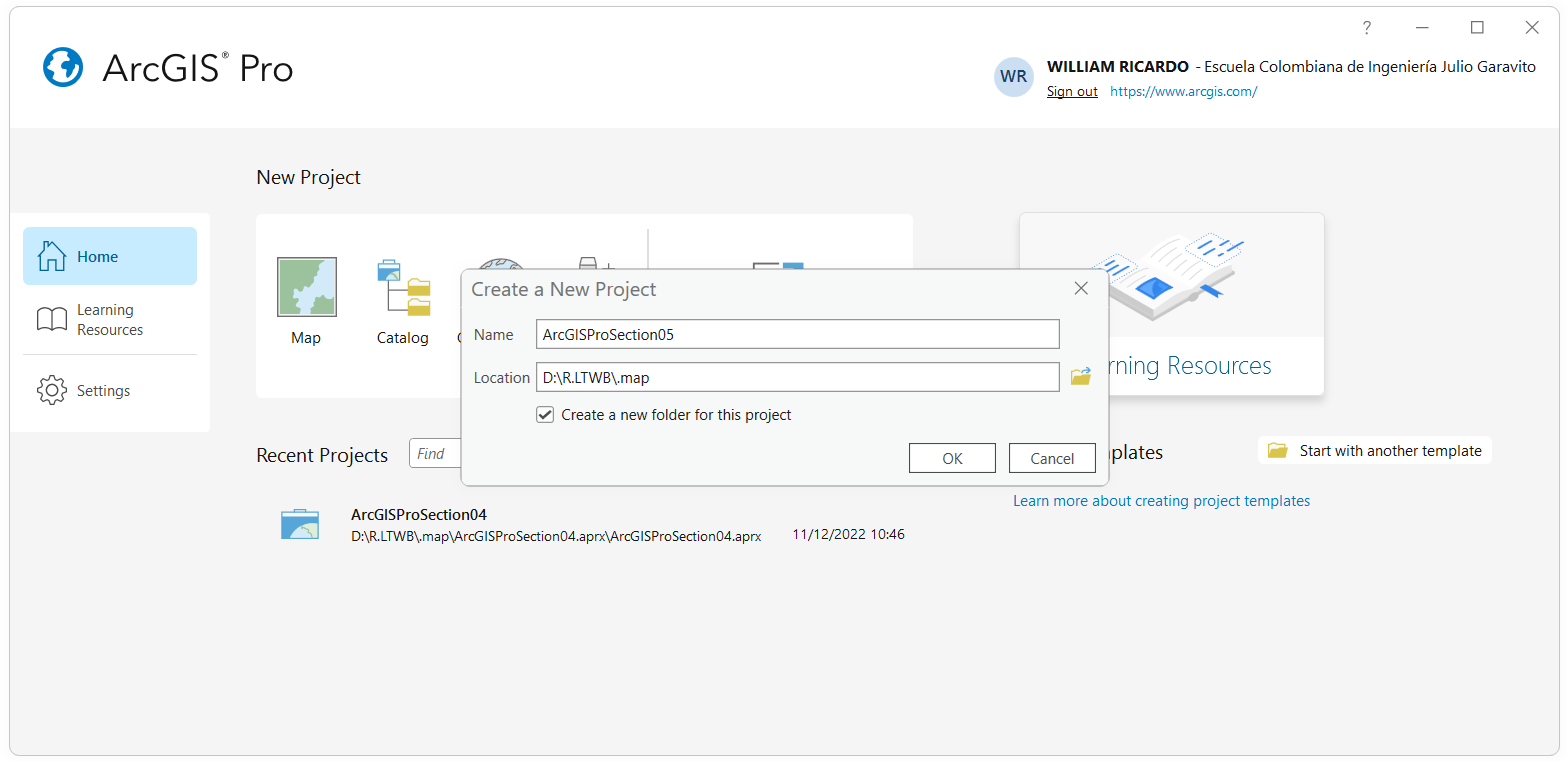 ?
ArcGIS® Pro
WR
WILLIAM RICARDO - Escuela Colombiana de Ingeniería Julio Garavito
Sign out https://www.arcgis.com/
New Project
Home
Learning
Resources
Settings
Map
Catalog
Create a New Project
Name
ArcGISProSection05
Location
D:\R.LTWB\.map
Create a new folder for this project
OK
Cancel
rning Resources
Recent Projects
Find
plates
Start with another template
Learn more about creating project templates
ArcGISProSection04
D:\R.LTWB\.map\ArcGISProSection04.aprx\ArcGISProSection04.aprx
11/12/2022 10:46